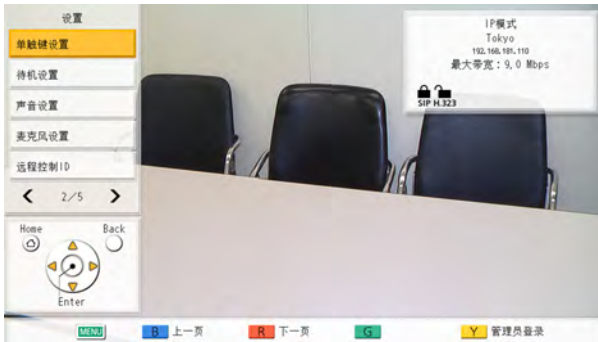 设置
单触键设置
待机设置
声音设置
麦克风设置
远程控制ID
2/5
Home
Back
Enter
IP模式
Tokyo
192.168.181.110
最大带宽：9.0 Mbps
SIP H.323
MENU
B 上一页
R 下一页
G
Y 管理员登录